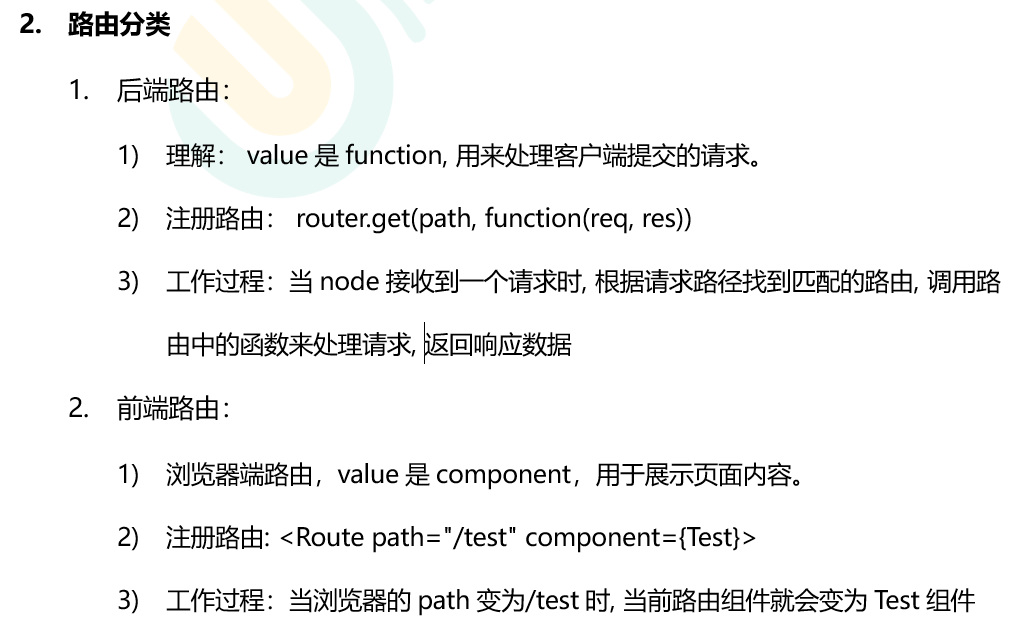 2. 路由分类
1. 后端路由：
1) 理解： value 是 function, 用来处理客户端提交的请求。
2) 注册路由： router.get(path, function(req, res))
3) 工作过程：当 node 接收到一个请求时, 根据请求路径找到匹配的路由, 调用路
由中的函数来处理请求, 返回响应数据
2. 前端路由：
1) 浏览器端路由，value 是 component，用于展示页面内容。
2) 注册路由: <Route path="/test" component={Test}>
3) 工作过程：当浏览器的 path 变为/test 时, 当前路由组件就会变为 Test 组件